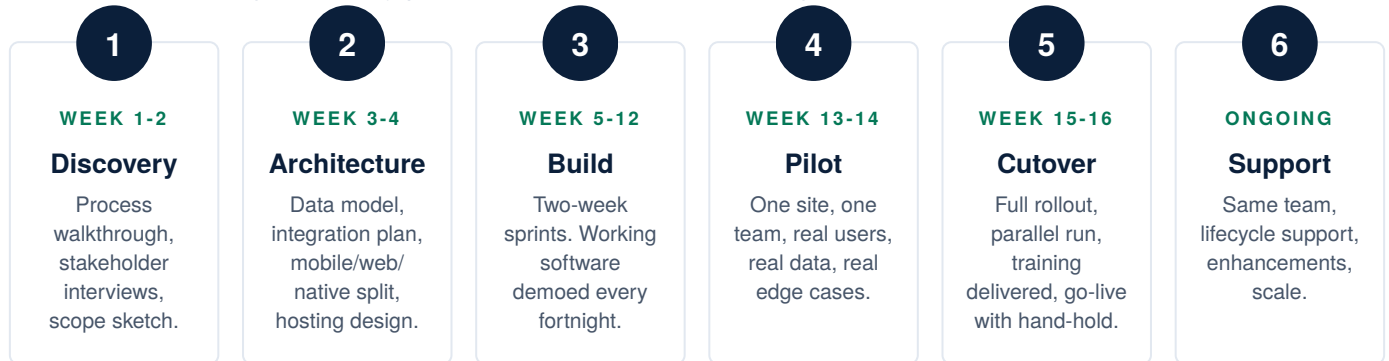 1
WEEK 1-2
Discovery
Process
walkthrough,
stakeholder
interviews,
scope sketch.
2
WEEK 3-4
Architecture
Data model,
integration plan,
mobile/web/
native split,
hosting design.
3
WEEK 5-12
Build
Two-week
sprints. Working
software
demoed every
fortnight.
4
WEEK 13-14
Pilot
One site, one
team, real users,
real data, real
edge cases.
5
WEEK 15-16
Cutover
Full rollout,
parallel run,
training
delivered, go-live
with hand-hold.
6
ONGOING
Support
Same team,
lifecycle support,
enhancements,
scale.